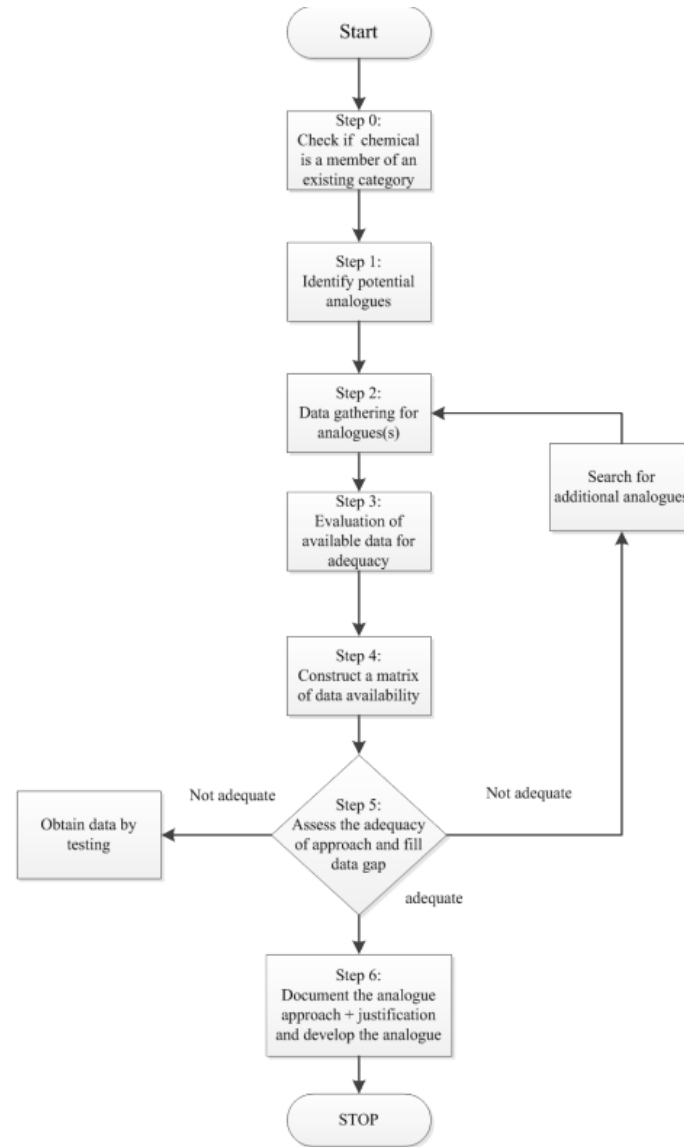 Start
Step 0:
Check if  chemical
is a member of an
existing category
Step 1:
Identify potential
analogues
Step 2:
Data gathering for
analogues(s)
Search for
additional analogues
Step 3:
Evaluation of
available data for
adequacy
Step 4:
Construct a matrix
of data availability
Not adequate
Not adequate
Obtain data by
testing
Step 5:
Assess the adequacy
of approach and fill
data gap
adequate
Step 6:
Document the analogue
approach + justification
and develop the analogue
STOP